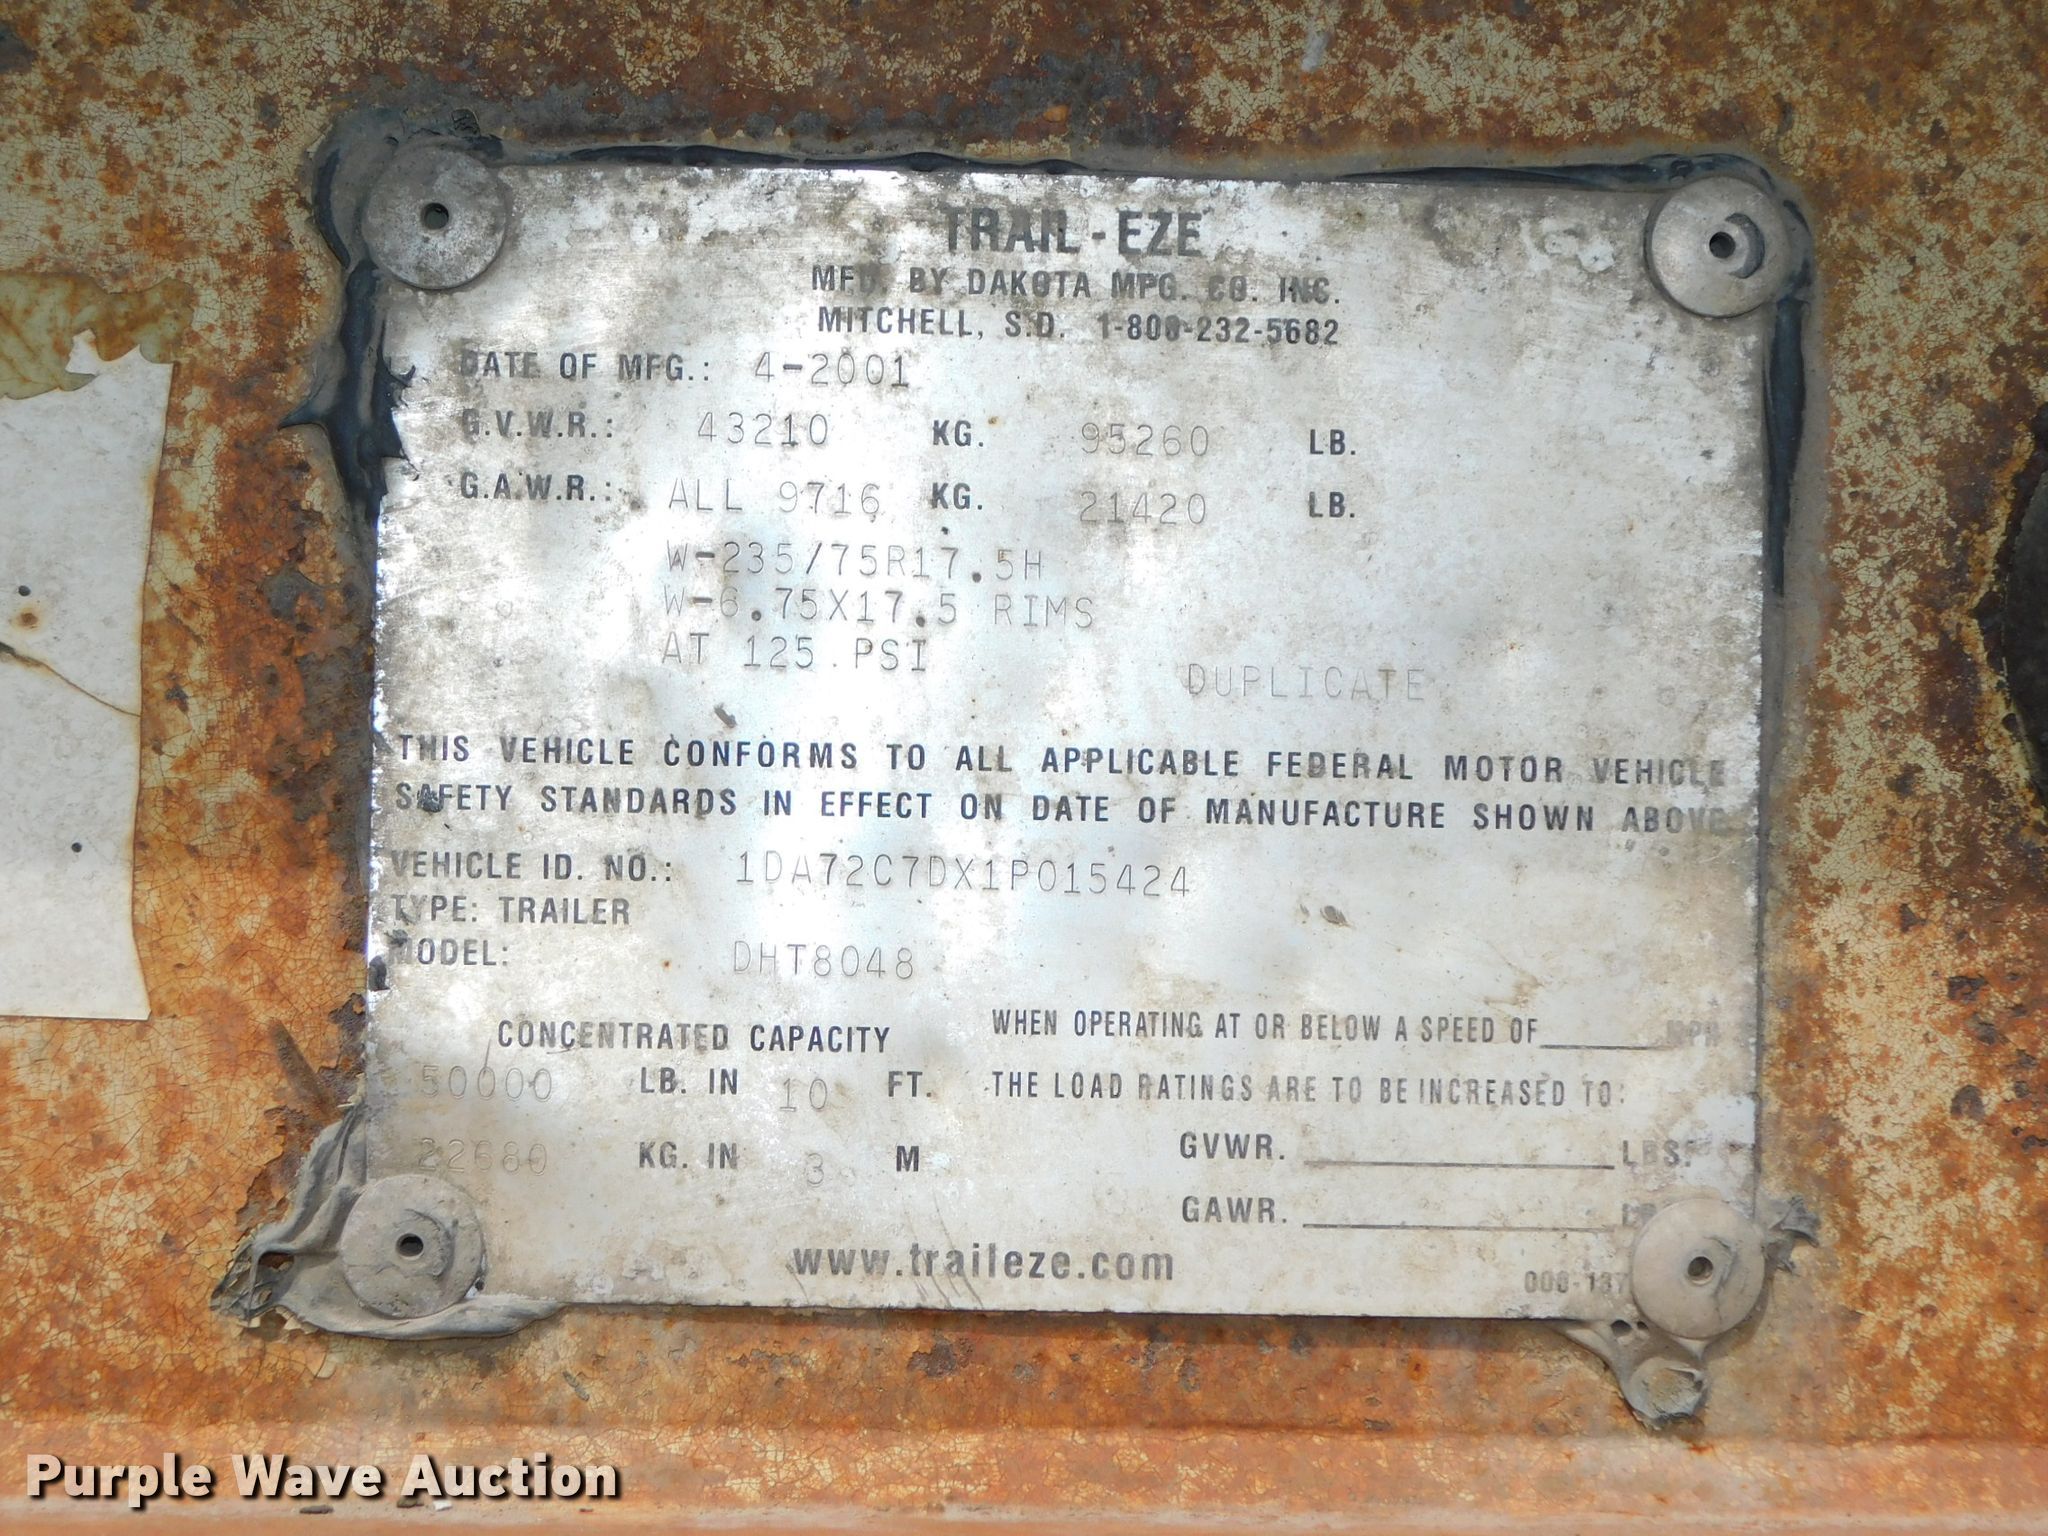 TRAIL-EZE
MFD. BY DAKOTA MFG. CO. INC.
MITCHELL, S.D. 1-800-232-5682
DATE OF MFG.: 4-2001
G.V.W.R.: 43210 KG. 95260 LB.
G.A.W.R.: ALL 9716 KG. 21420 LB.
W-235/75R17.5H
W-6.75X17.5 RIMS
AT 125 PSI
DUPLICATE
THIS VEHICLE CONFORMS TO ALL APPLICABLE FEDERAL MOTOR VEHICLE
SAFETY STANDARDS IN EFFECT ON DATE OF MANUFACTURE SHOWN ABOVE
VEHICLE ID. NO.: 1DA72C7DX1P015424
TYPE: TRAILER
MODEL: DHT8048
CONCENTRATED CAPACITY
50000 LB. IN 10 FT.
22680 KG. IN 3 M
WHEN OPERATING AT OR BELOW A SPEED OF MPH
THE LOAD RATINGS ARE TO BE INCREASED TO:
GVWR. LBS.
GAWR.
www.traileze.com
Purple Wave Auction